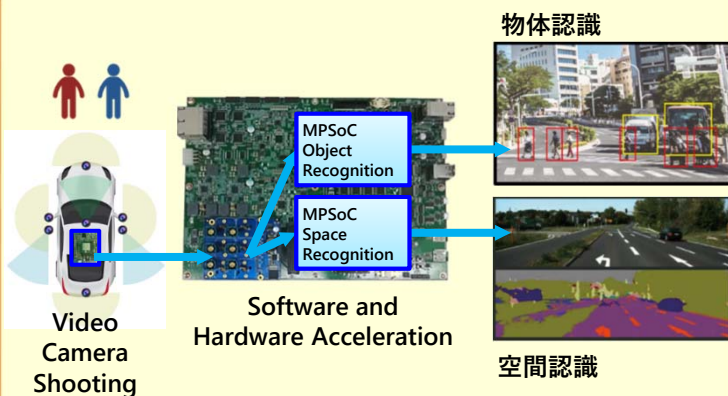 物体認識
MPSoC
Object
Recognition
MPSoC
Space
Recognition
Software and
Hardware Acceleration
Video
Camera
Shooting
空間認識